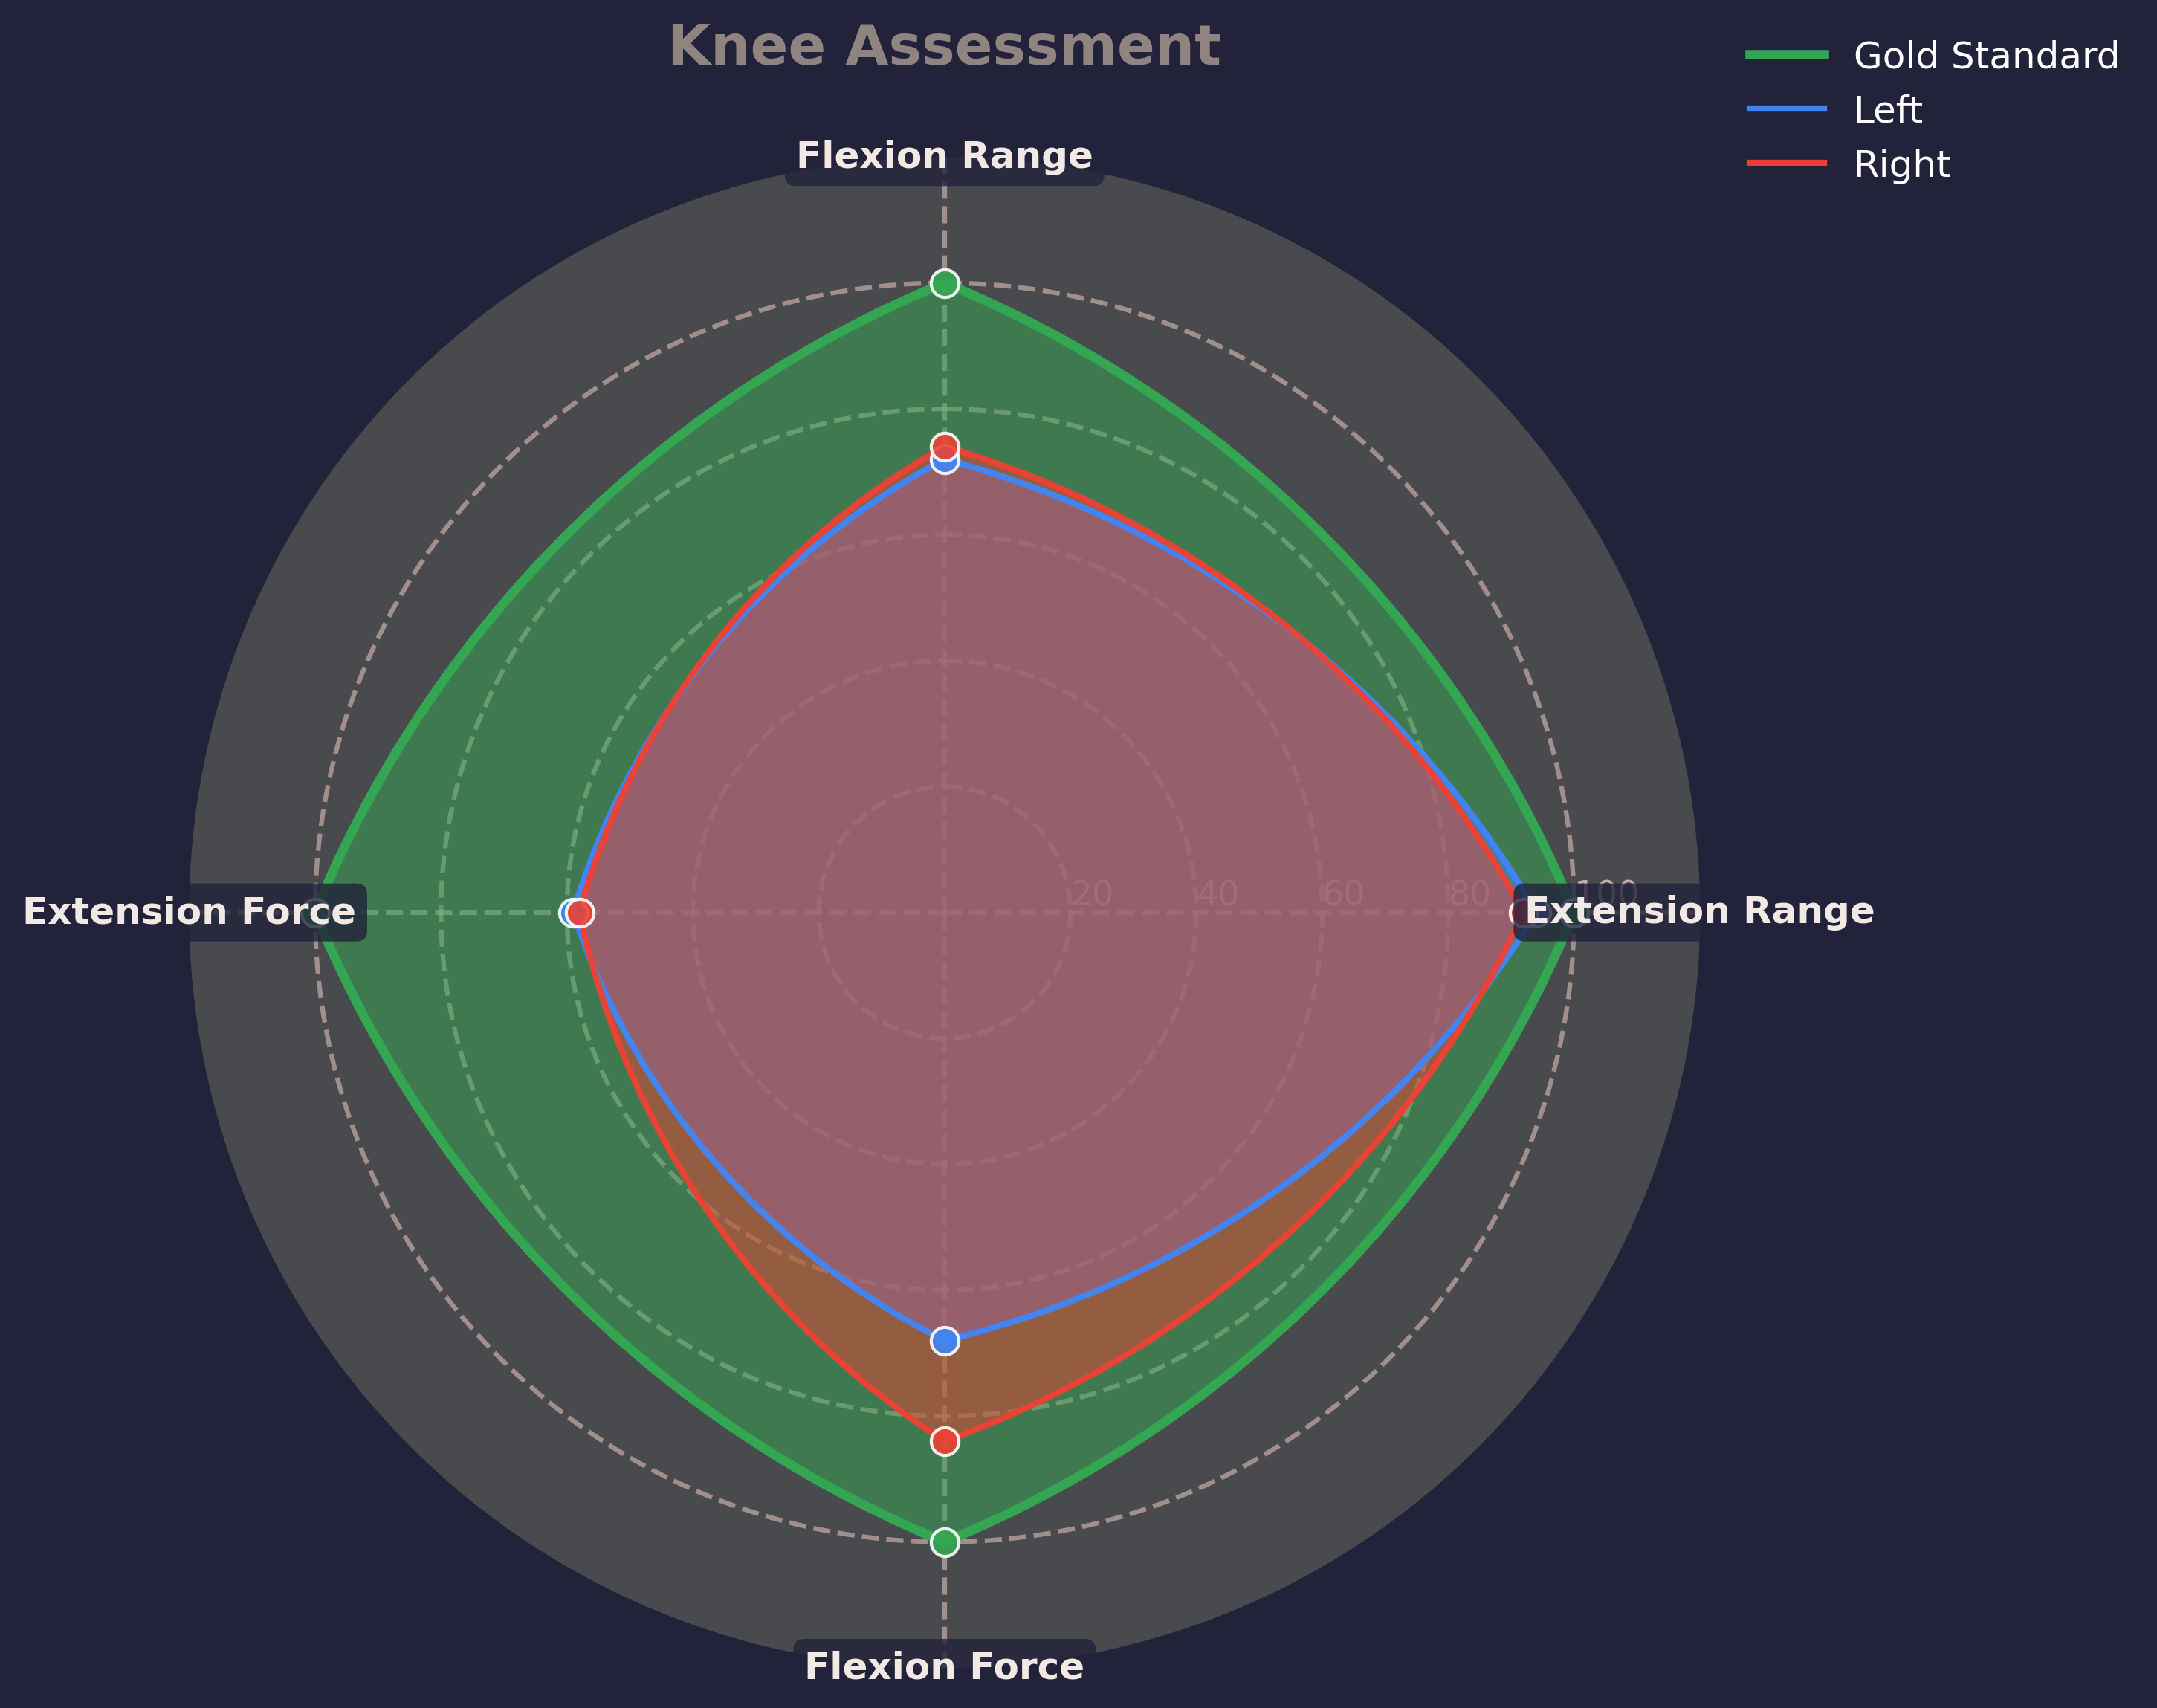 Knee Assessment
Gold Standard
Left
Right
Flexion Range
20
40
60
80
100
Extension Force
Extension Range
Flexion Force